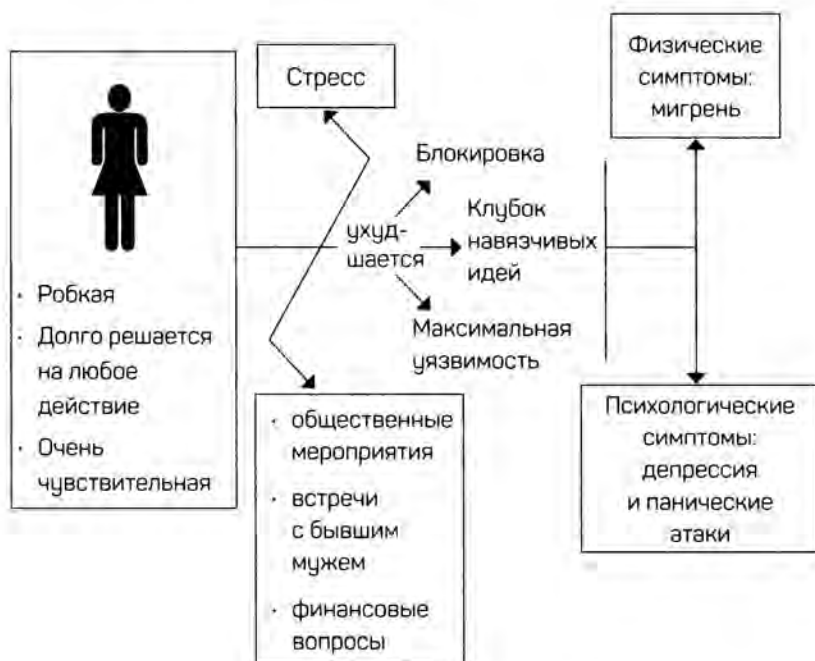 · Робкая
· Долго решается
на любое
действие
· Очень
чувствительная
Стресс
ухуд-
шается
Блокировка
Клубок
навязчивых
идей
Максимальная
уязвимость
· общественные
мероприятия
· встречи
с бывшим
мужем
· финансовые
вопросы
Физические
симптомы:
мигрень
Психологические
симптомы:
депрессия
и панические
атаки